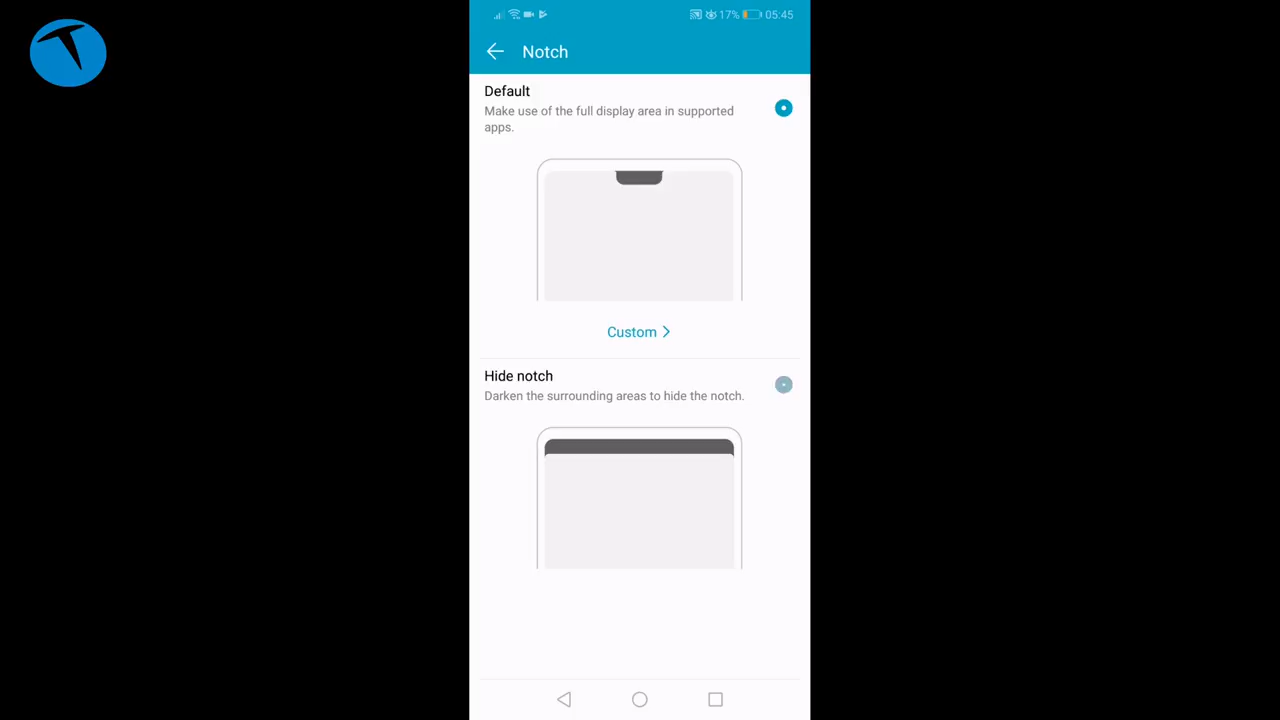 17% 05:45
Notch
Default
Make use of the full display area in supported
apps.
Custom
Hide notch
Darken the surrounding areas to hide the notch.